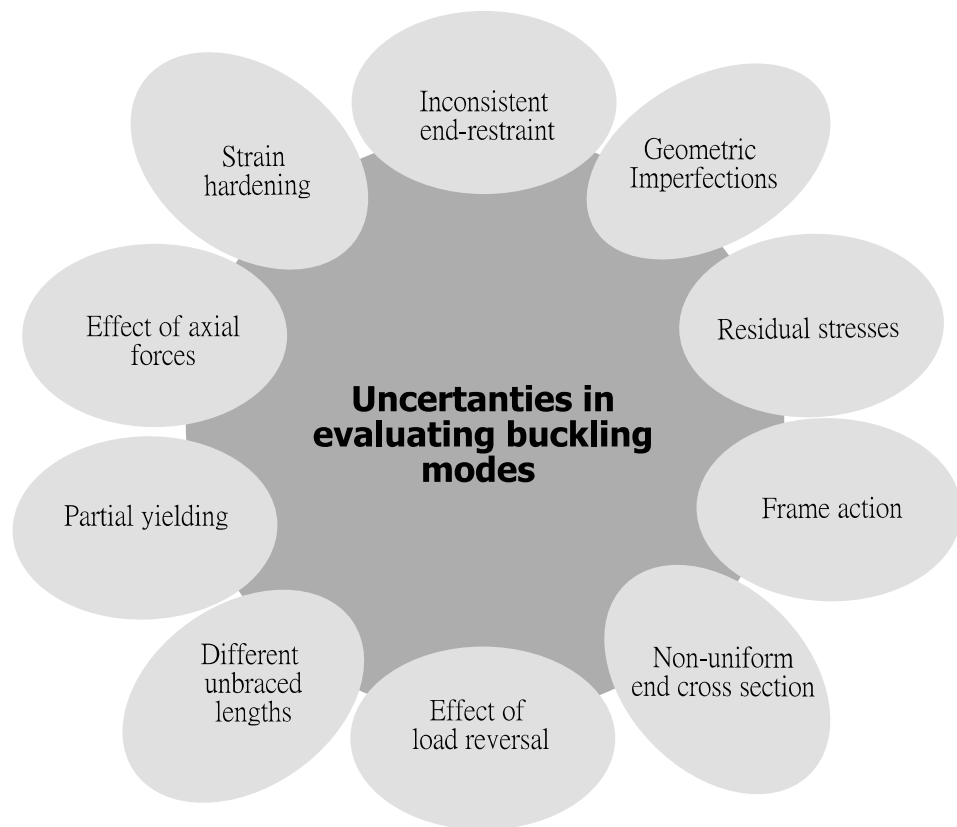 Inconsistent
end-restraint
Geometric
Imperfections
Strain
hardening
Effect of axial
forces
Residual stresses
Uncertanties in
evaluating buckling
modes
Partial yielding
Frame action
Different
unbraced
lengths
Effect of
load reversal
Non-uniform
end cross section